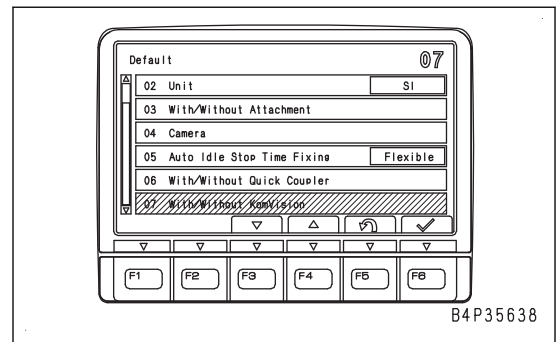 Default 07
02 Unit SI
03 With/Without Attachment
04 Camera
05 Auto Idle Stop Time Fixing Flexible
06 With/Without Quick Coupler
07 With/Without KomVision
F1 F2 F3 F4 F5 F6
B4P35638